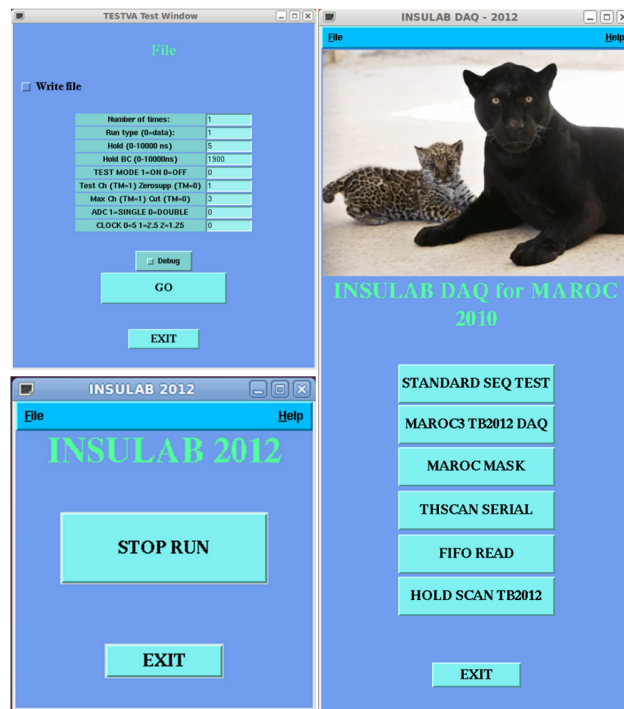 TESTVA Test Window
File
Write file
Number of times: 1
Run type (0=data): 1
Hold (0-10000 ns) 5
Hold BC (0-10000ns) 1900
TEST MODE 1=ON 0=OFF 0
Test Ch (TM=1) Zerosupp (TM=0) 1
Max Ch (TM=1) Cut (TM=0) 3
ADC 1=SINGLE 0=DOUBLE 0
CLOCK 0=5 1=2.5 2=1.25 0
Debug
GO
EXIT
INSULAB 2012
File Help
INSULAB 2012
STOP RUN
EXIT
INSULAB DAQ - 2012
File Help
INSULAB DAQ for MAROC
2010
STANDARD SEQ TEST
MAROC3 TB2012 DAQ
MAROC MASK
THSCAN SERIAL
FIFO READ
HOLD SCAN TB2012
EXIT